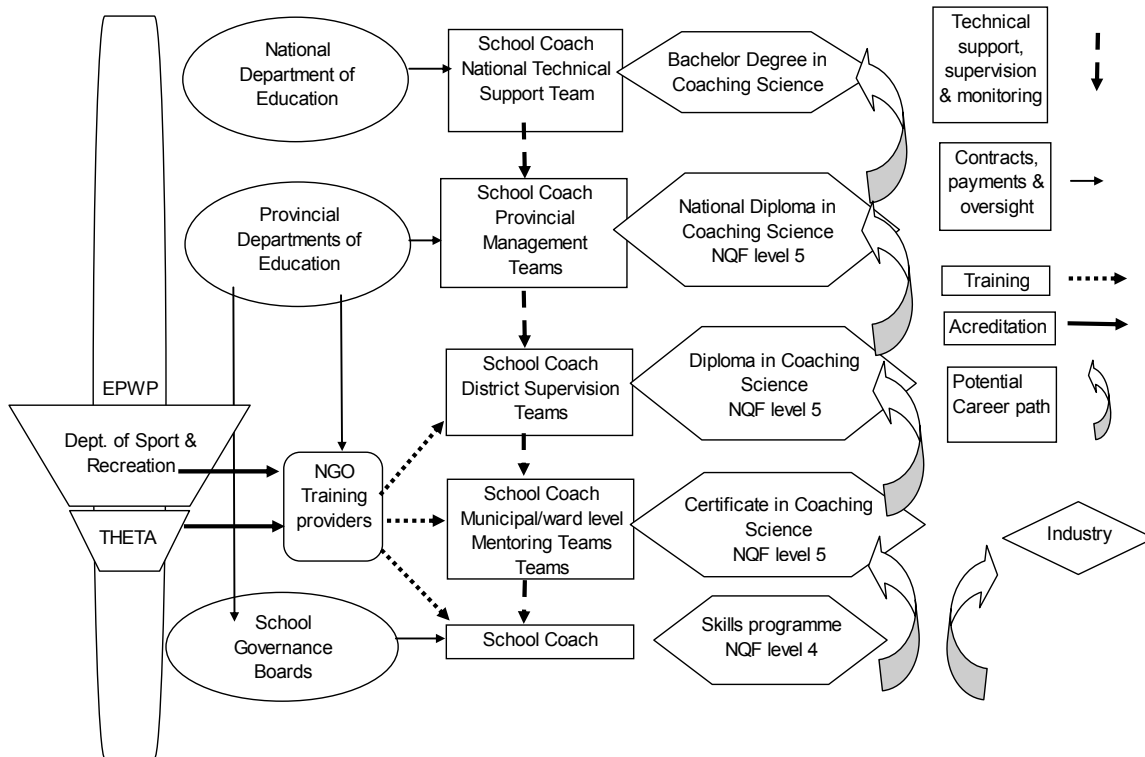 National
Department of
Education
School Coach
National Technical
Support Team
Bachelor Degree in
Coaching Science
Technical
support,
supervision
& monitoring
Provincial
Departments of
Education
School Coach
Provincial
Management
Teams
National Diploma in
Coaching Science
NQF level 5
Contracts,
payments &
oversight
Training
Acreditation
Potential
Career path
EPWP
Dept. of Sport &
Recreation
THETA
NGO
Training
providers
School Coach
District Supervision
Teams
Diploma in Coaching
Science
NQF level 5
School Coach
Municipal/ward level
Mentoring Teams
Teams
Certificate in Coaching
Science
NQF level 5
Industry
School
Governance
Boards
School Coach
Skills programme
NQF level 4